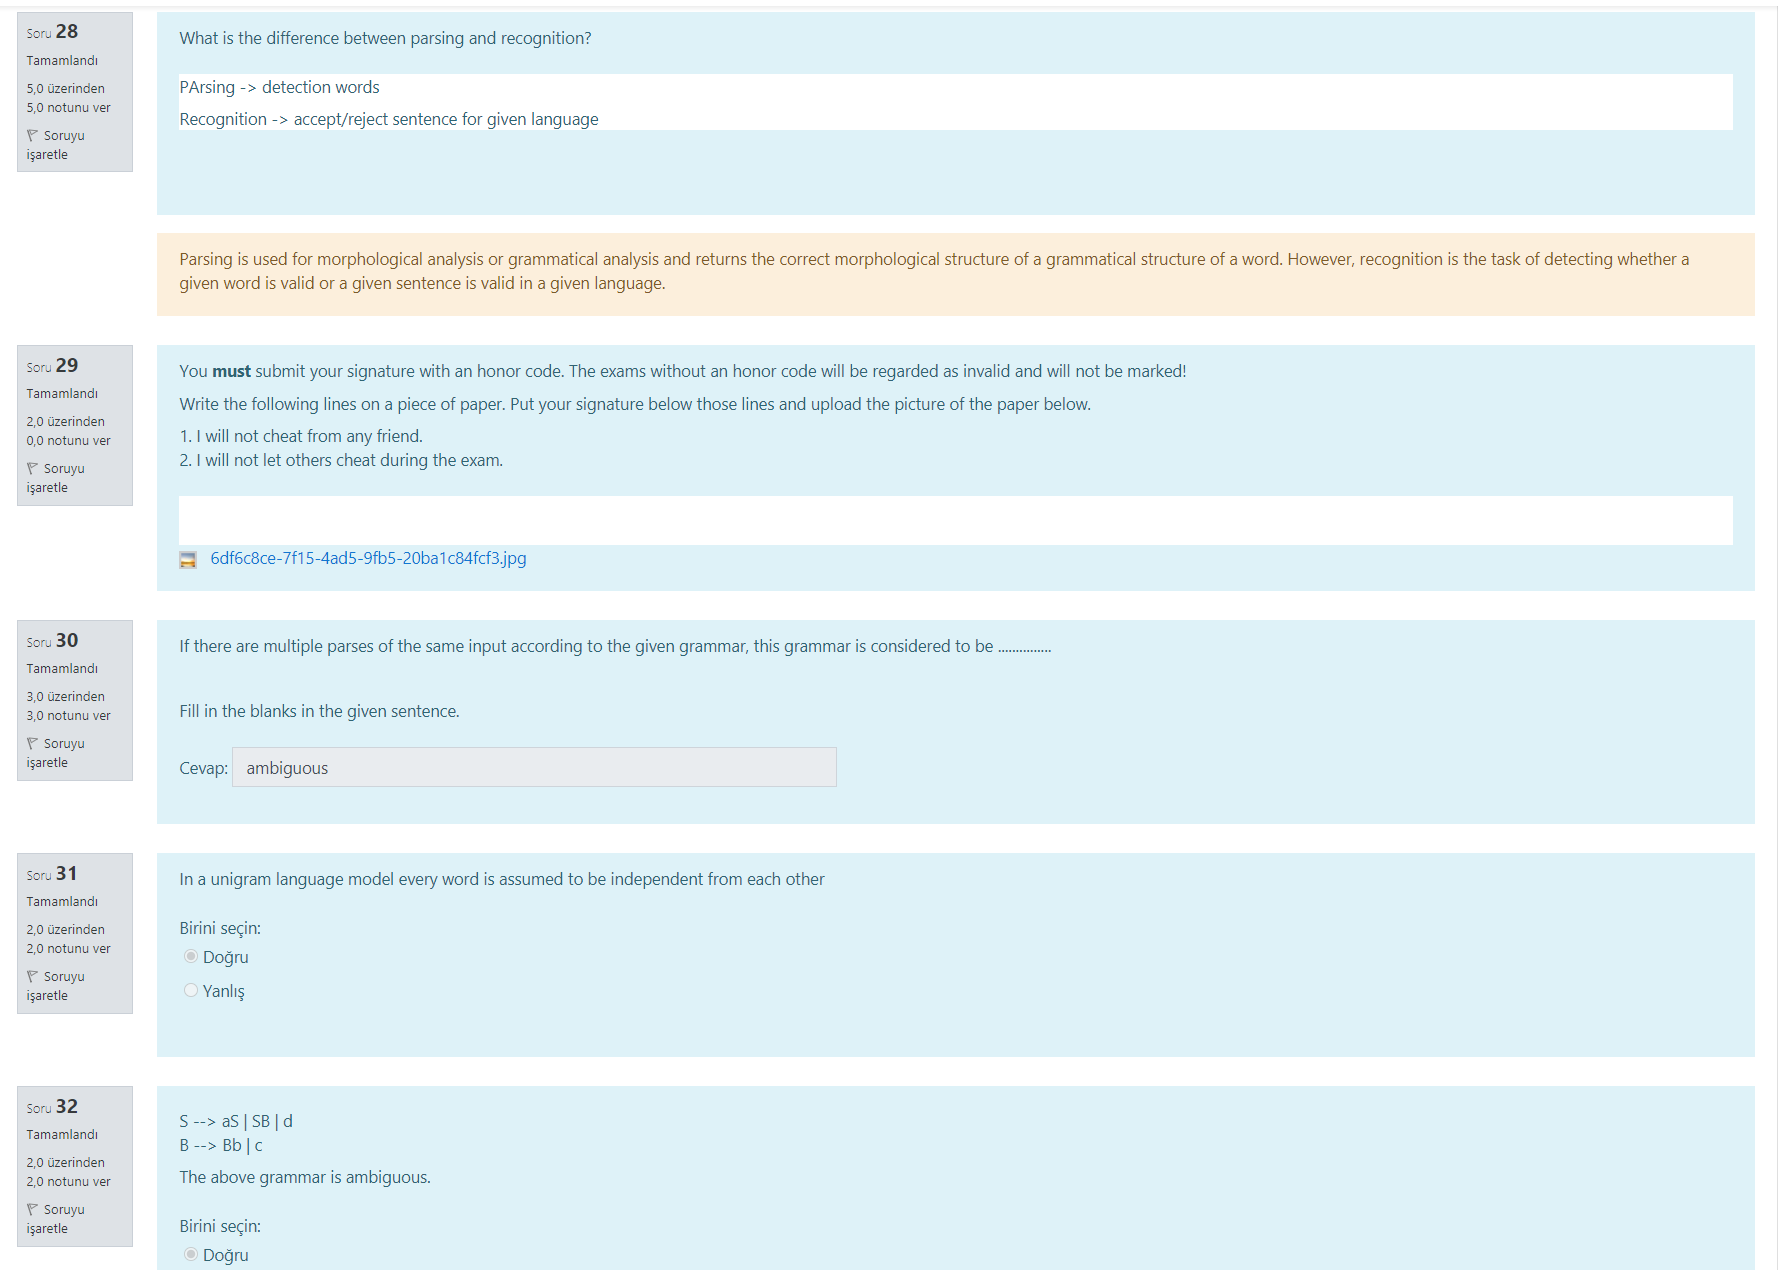 Soru 28
Tamamlandı
5,0 üzerinden
5,0 notunu ver
Soruyu
işaretle
What is the difference between parsing and recognition?
PArsing -> detection words
Recognition -> accept/reject sentence for given language
Parsing is used for morphological analysis or grammatical analysis and returns the correct morphological structure of a grammatical structure of a word. However, recognition is the task of detecting whether a
given word is valid or a given sentence is valid in a given language.
Soru 29
Tamamlandı
2,0 üzerinden
0,0 notunu ver
Soruyu
işaretle
You must submit your signature with an honor code. The exams without an honor code will be regarded as invalid and will not be marked!
Write the following lines on a piece of paper. Put your signature below those lines and upload the picture of the paper below.
1. I will not cheat from any friend.
2. I will not let others cheat during the exam.
6df6c8ce-7f15-4ad5-9fb5-20ba1c84fcf3.jpg
Soru 30
Tamamlandı
3,0 üzerinden
3,0 notunu ver
Soruyu
işaretle
If there are multiple parses of the same input according to the given grammar, this grammar is considered to be ...............
Fill in the blanks in the given sentence.
Cevap: ambiguous
Soru 31
Tamamlandı
2,0 üzerinden
2,0 notunu ver
Soruyu
işaretle
In a unigram language model every word is assumed to be independent from each other
Birini seçin:
Doğru
Yanlış
Soru 32
Tamamlandı
2,0 üzerinden
2,0 notunu ver
Soruyu
işaretle
S --> aS | SB | d
B --> Bb | c
The above grammar is ambiguous.
Birini seçin:
Doğru